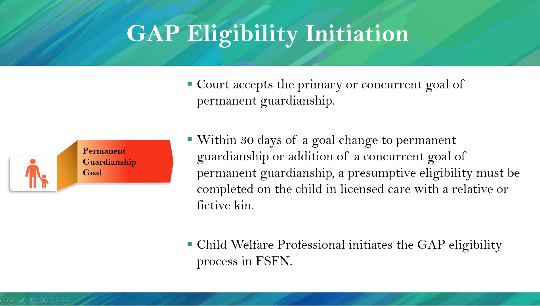 GAP Eligibility Initiation
Court accepts the primary or concurrent goal of
permanent guardianship.
Permanent
Guardianship
Goal
Within 30 days of a goal change to permanent
guardianship or addition of a concurrent goal of
permanent guardianship, a presumptive eligibility must be
completed on the child in licensed care with a relative or
fictive kin.
Child Welfare Professional initiates the GAP eligibility
process in FSFN.